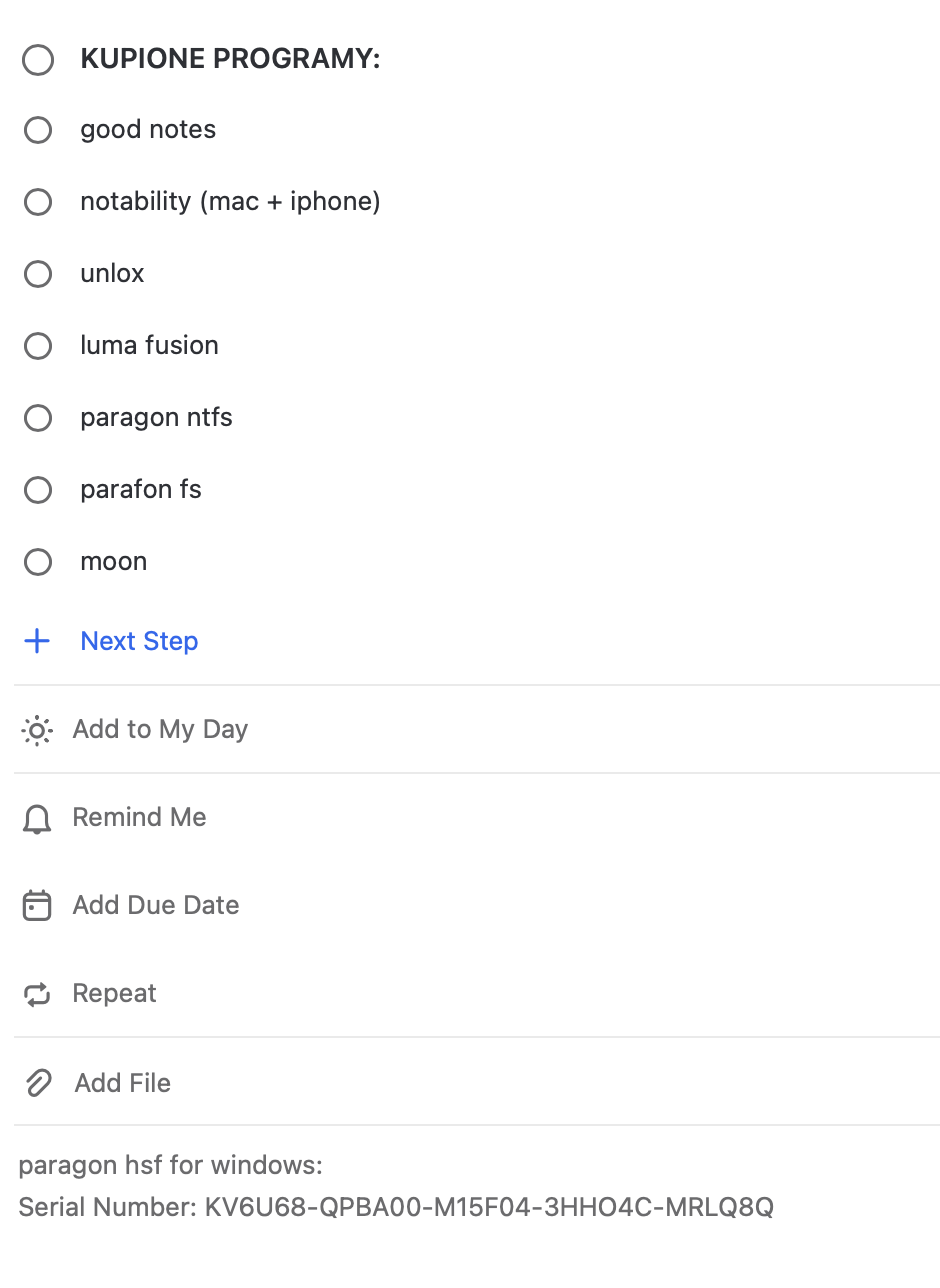 KUPIONE PROGRAMY:
good notes
notability (mac + iphone)
unlox
luma fusion
paragon ntfs
parafon fs
moon
Next Step
Add to My Day
Remind Me
Add Due Date
Repeat
Add File
paragon hsf for windows:
Serial Number: KV6U68-QPBA00-M15F04-3HHO4C-MRLQ8Q